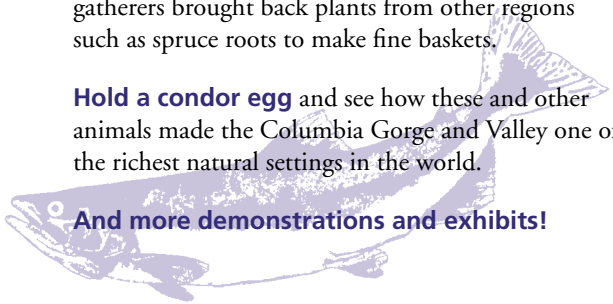 gatherers brought back plants from other regions
such as spruce roots to make fine baskets.
Hold a condor egg and see how these and other
animals made the Columbia Gorge and Valley one o
the richest natural settings in the world.
And more demonstrations and exhibits!